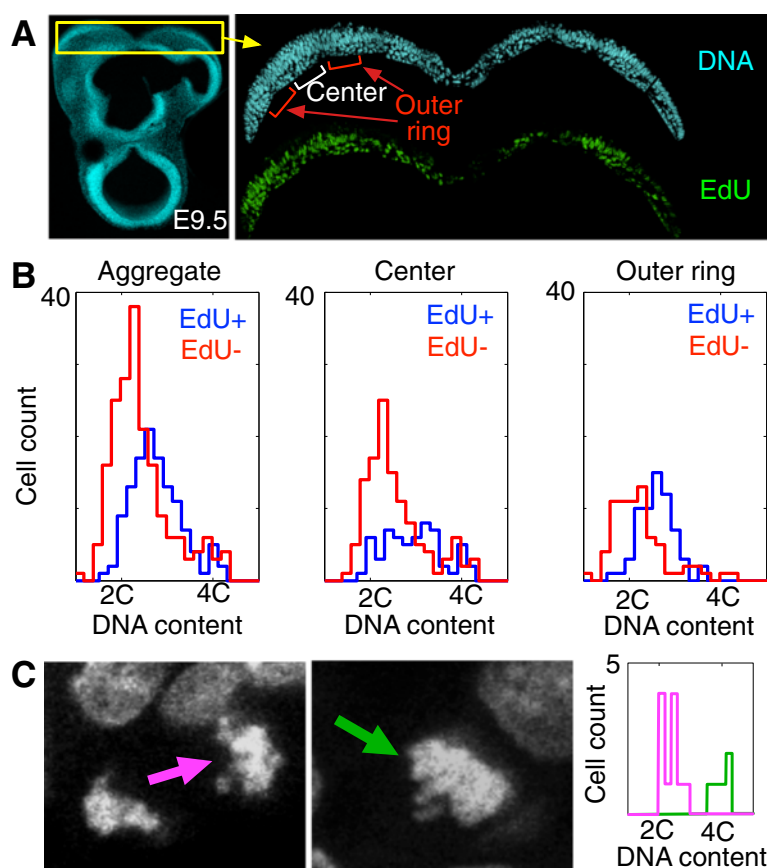 A
E9.5
DNA
Center
Outer
ring
EdU
B
Aggregate
Center
Outer ring
40
EdU+
EdU-
40
EdU+
EdU-
40
EdU+
EdU-
Cell count
2C 4C
DNA content
2C 4C
DNA content
2C 4C
DNA content
C
5
Cell count
2C 4C
DNA content